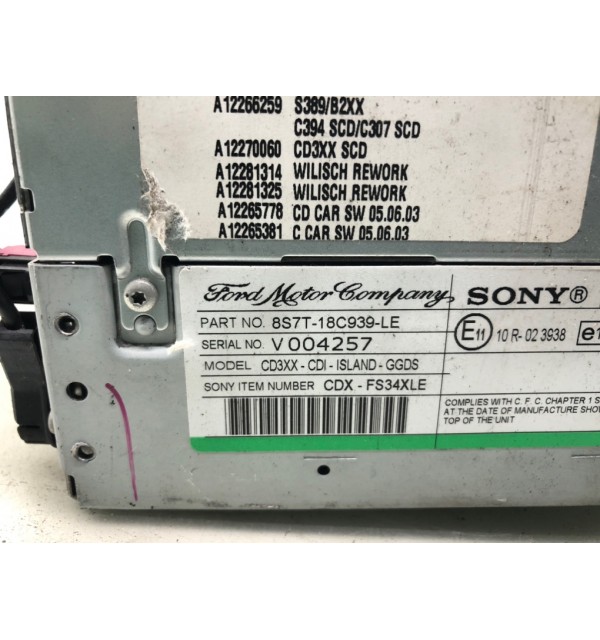 A12266259 S389/B2XX
C394 SCD/C307 SCD
A12270060 CD3XX SCD
A12281314 WILISCH REWORK
A12281325 WILISCH REWORK
A12265778 CD CAR SW 05.06.03
A12265381 C CAR SW 05.06.03
Ford Motor Company, SONY®
PART NO. 8S7T-18C939-LE
SERIAL NO. V 004257
E11 10 R- 02 3938 e1
MODEL CD3XX - CDI - ISLAND - GGDS
SONY ITEM NUMBER CDX - FS34XLE
COMPLIES WITH C. F. C. CHAPTER 1 S
AT THE DATE OF MANUFACTURE SHO
TOP OF THE UNIT